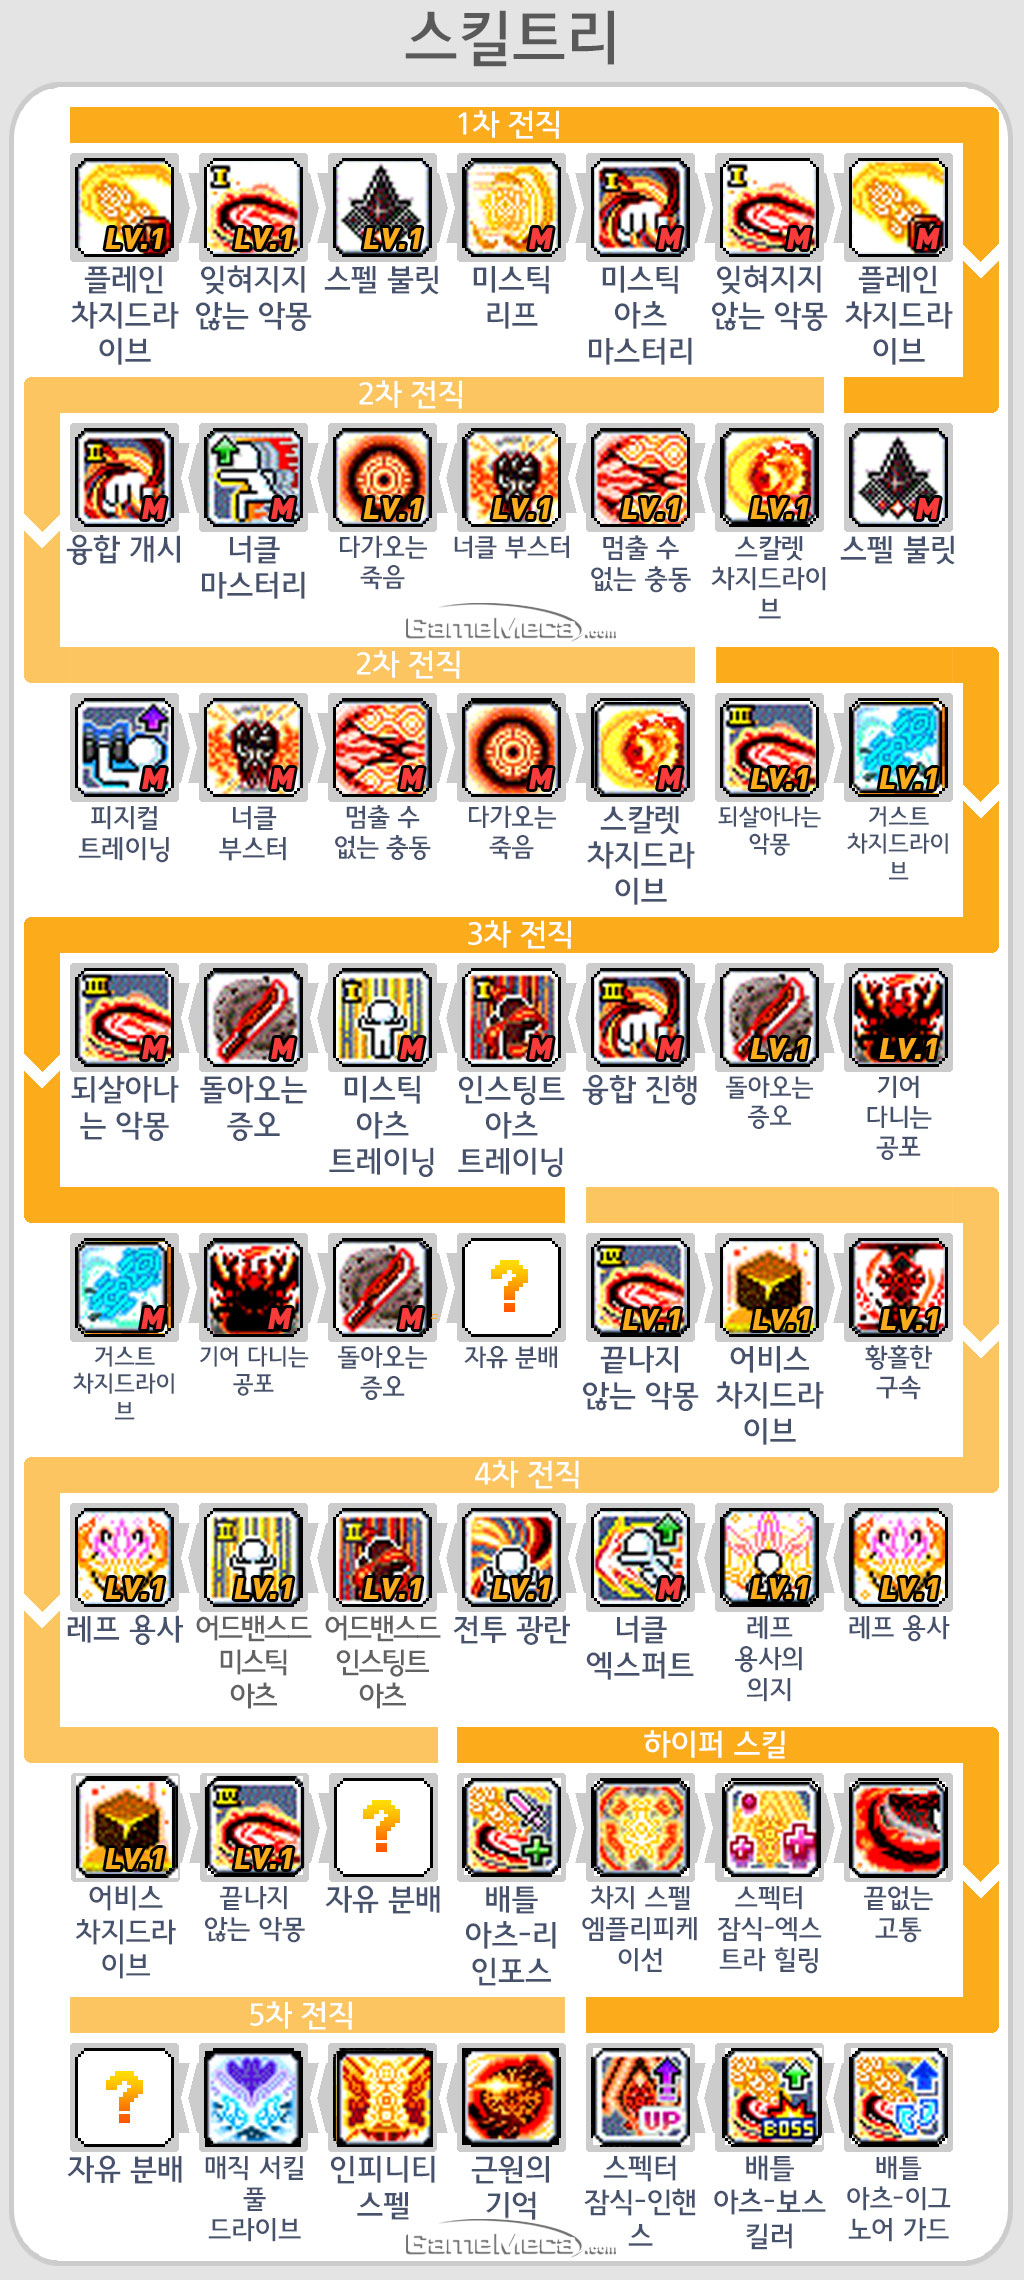 스킬트리
1차 전직
I
I
I
LV.1
LV.1
LV.1
M
M
M
M
플레인
차지드라
이브
잊혀지지
않는 악몽
스펠 불릿
미스틱
리프
미스틱
아츠
마스터리
잊혀지지
않는 악몽
플레인
차지드라
이브
2차 전직
II
M
M
LV.1
LV.1
LV.1
LV.1
M
융합 개시
너클
마스터리
다가오는
죽음
너클 부스터
멈출 수
없는 충동
스칼렛
차지드라이
브
스펠 불릿
GameMeca.com
2차 전직
III
M
M
M
M
M
LV.1
LV.1
피지컬
트레이닝
너클
부스터
멈출 수
없는 충동
다가오는
죽음
스칼렛
차지드라
이브
되살아나는
악몽
거스트
차지드라이
브
3차 전직
III
I
I
III
M
M
M
M
M
LV.1
LV.1
되살아나
는 악몽
돌아오는
증오
미스틱
아츠
트레이닝
인스팅트
아츠
트레이닝
융합 진행
돌아오는
증오
기어
다니는
공포
IV
M
M
M
?
LV.1
LV.1
LV.1
거스트
차지드라이
브
기어 다니는
공포
돌아오는
증오
자유 분배
끝나지
않는 악몽
어비스
차지드라
이브
황홀한
구속
4차 전직
II
II
LV.1
LV.1
LV.1
LV.1
M
LV.1
LV.1
레프 용사
어드밴스드
미스틱
아츠
어드밴스드
인스팅트
아츠
전투 광란
너클
엑스퍼트
레프
용사의
의지
레프 용사
하이퍼 스킬
IV
LV.1
LV.1
?
어비스
차지드라
이브
끝나지
않는 악몽
자유 분배
배틀
아츠-리
인포스
차지 스펠
엠플리피케
이션
스펙터
잠식-엑스
트라 힐링
끝없는
고통
5차 전직
?
UP
BOSS
자유 분배
매직 서킬
풀
드라이브
인피니티
스펠
근원의
기억
스펙터
잠식-인핸
스
배틀
아츠-보스
킬러
배틀
아츠-이그
노어 가드
GameMeca.com